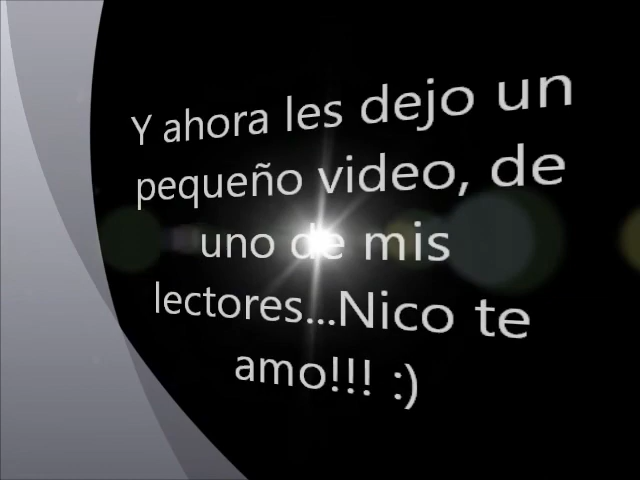 Y ahora les dejo un
pequeño video, de
uno de mis
lectores...Nico te
amo!!! :)